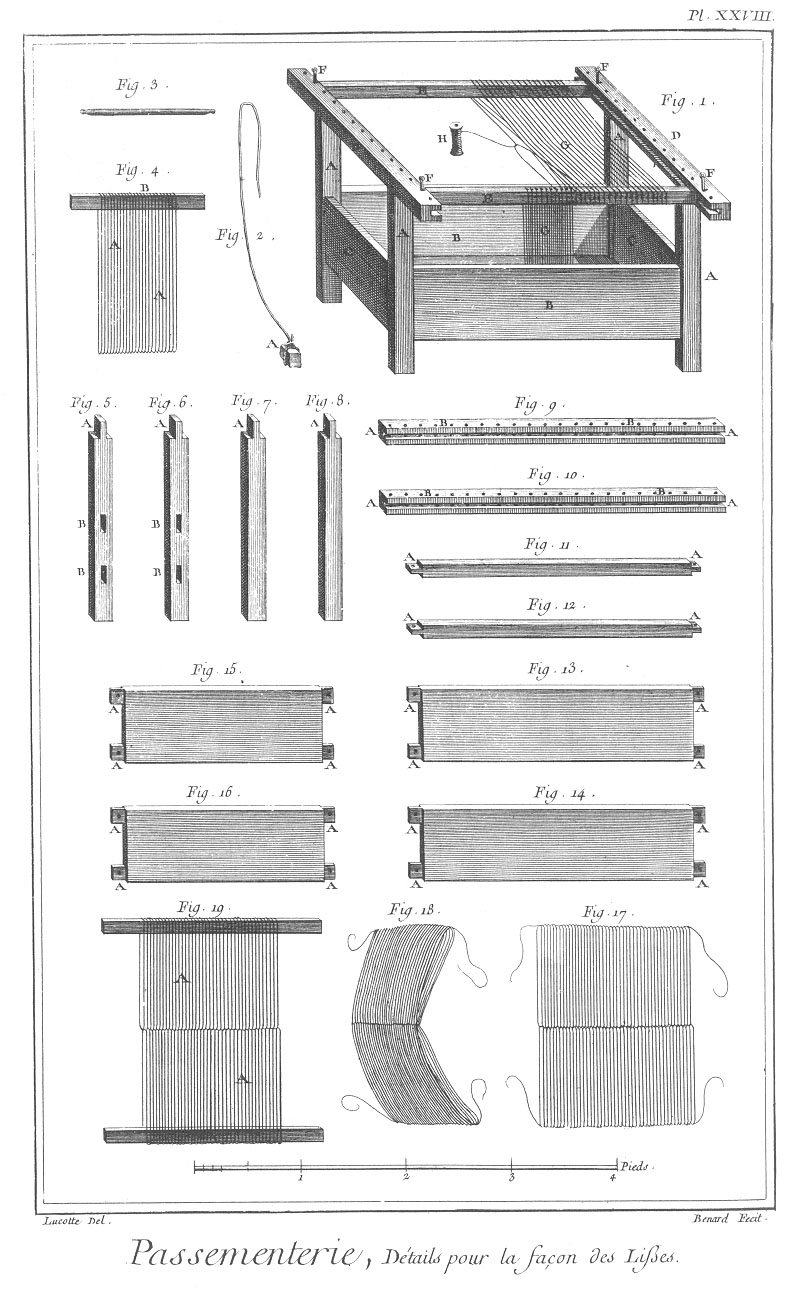 Pl. XXVIII.
Fig. 3
Fig. 1.
F
F
B
D
A
A
H
G
F
F
Fig. 4
B
A
A
Fig. 2.
A
E
G
B
C
C
A
A
B
Fig. 5.
Fig. 6.
Fig. 7.
Fig. 8.
A
A
A
A
B
B
B
B
Fig. 9.
A
B
B
A
Fig. 10.
A
B
B
A
Fig. 11
A
A
Fig. 12
A
A
Fig. 15.
A
A
A
A
Fig. 13.
A
A
A
A
Fig. 16
A
A
A
A
Fig. 14.
A
A
A
A
Fig. 19
A
A
Fig. 18.
Fig. 17.
1 2 3 4 Pieds.
Lucotte Del.
Benard Fecit.
Passementerie, Détails pour la façon des Lißes.